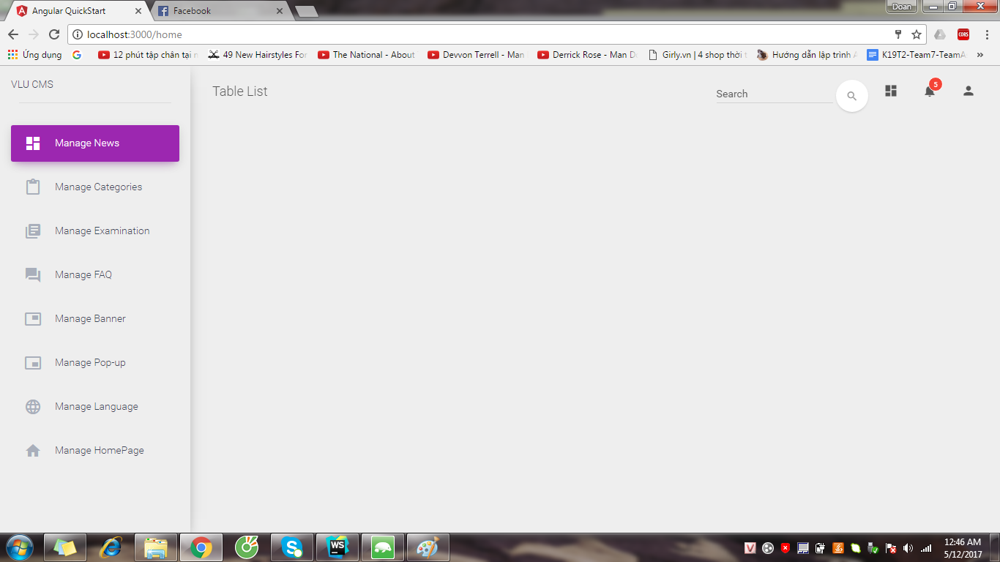 Angular QuickStart
Facebook
Doan
localhost:3000/home
CORS
Ứng dụng
12 phút tập chân tại n
49 New Hairstyles For
The National - About
Devvon Terrell - Man
Derrick Rose - Man D
Girly.vn | 4 shop thời t
Hướng dẫn lập trình A
K19T2-Team7-TeamA
VLU CMS
Table List
Search
5
Manage News
Manage Categories
Manage Examination
Manage FAQ
Manage Banner
Manage Pop-up
Manage Language
Manage HomePage
WS
12:46 AM
5/12/2017